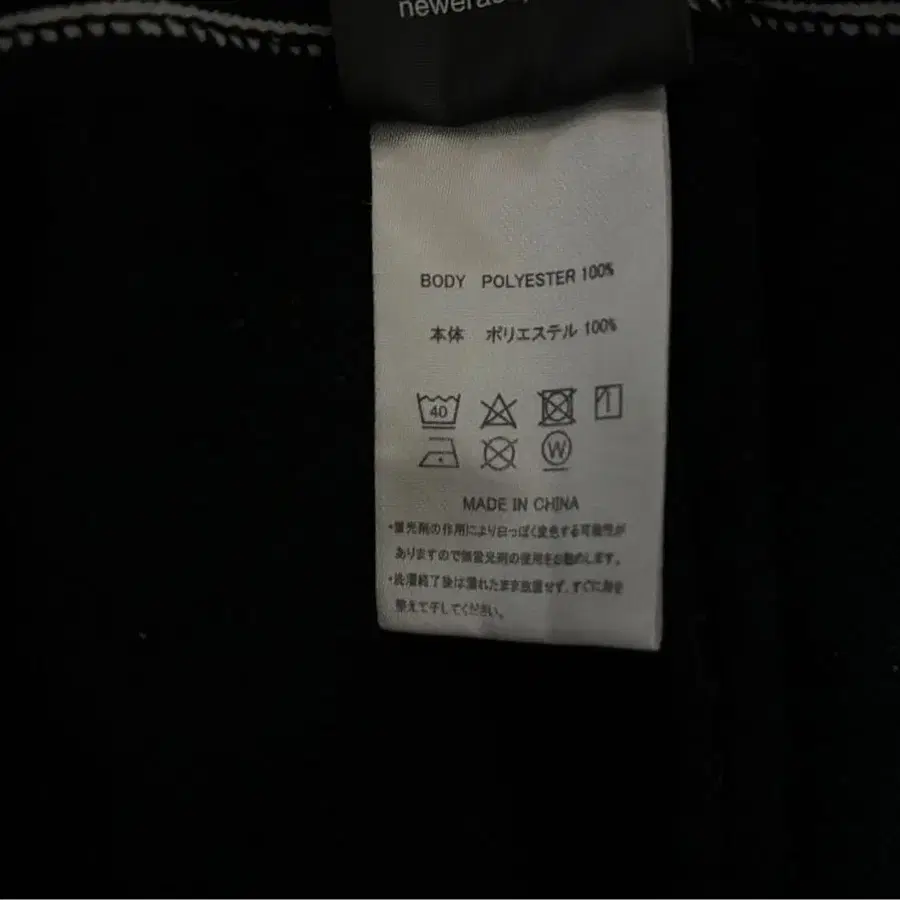 BODY POLYESTER 100%
本体 ポリエステル 100%
40
W
MADE IN CHINA
・蛍光剤の作用により白っぽく変色する可能性が
ありますので無蛍光剤の使用をお勧めします。
・洗濯終了後は濡れたまま放置せず、すぐに形を
整えて干してください。